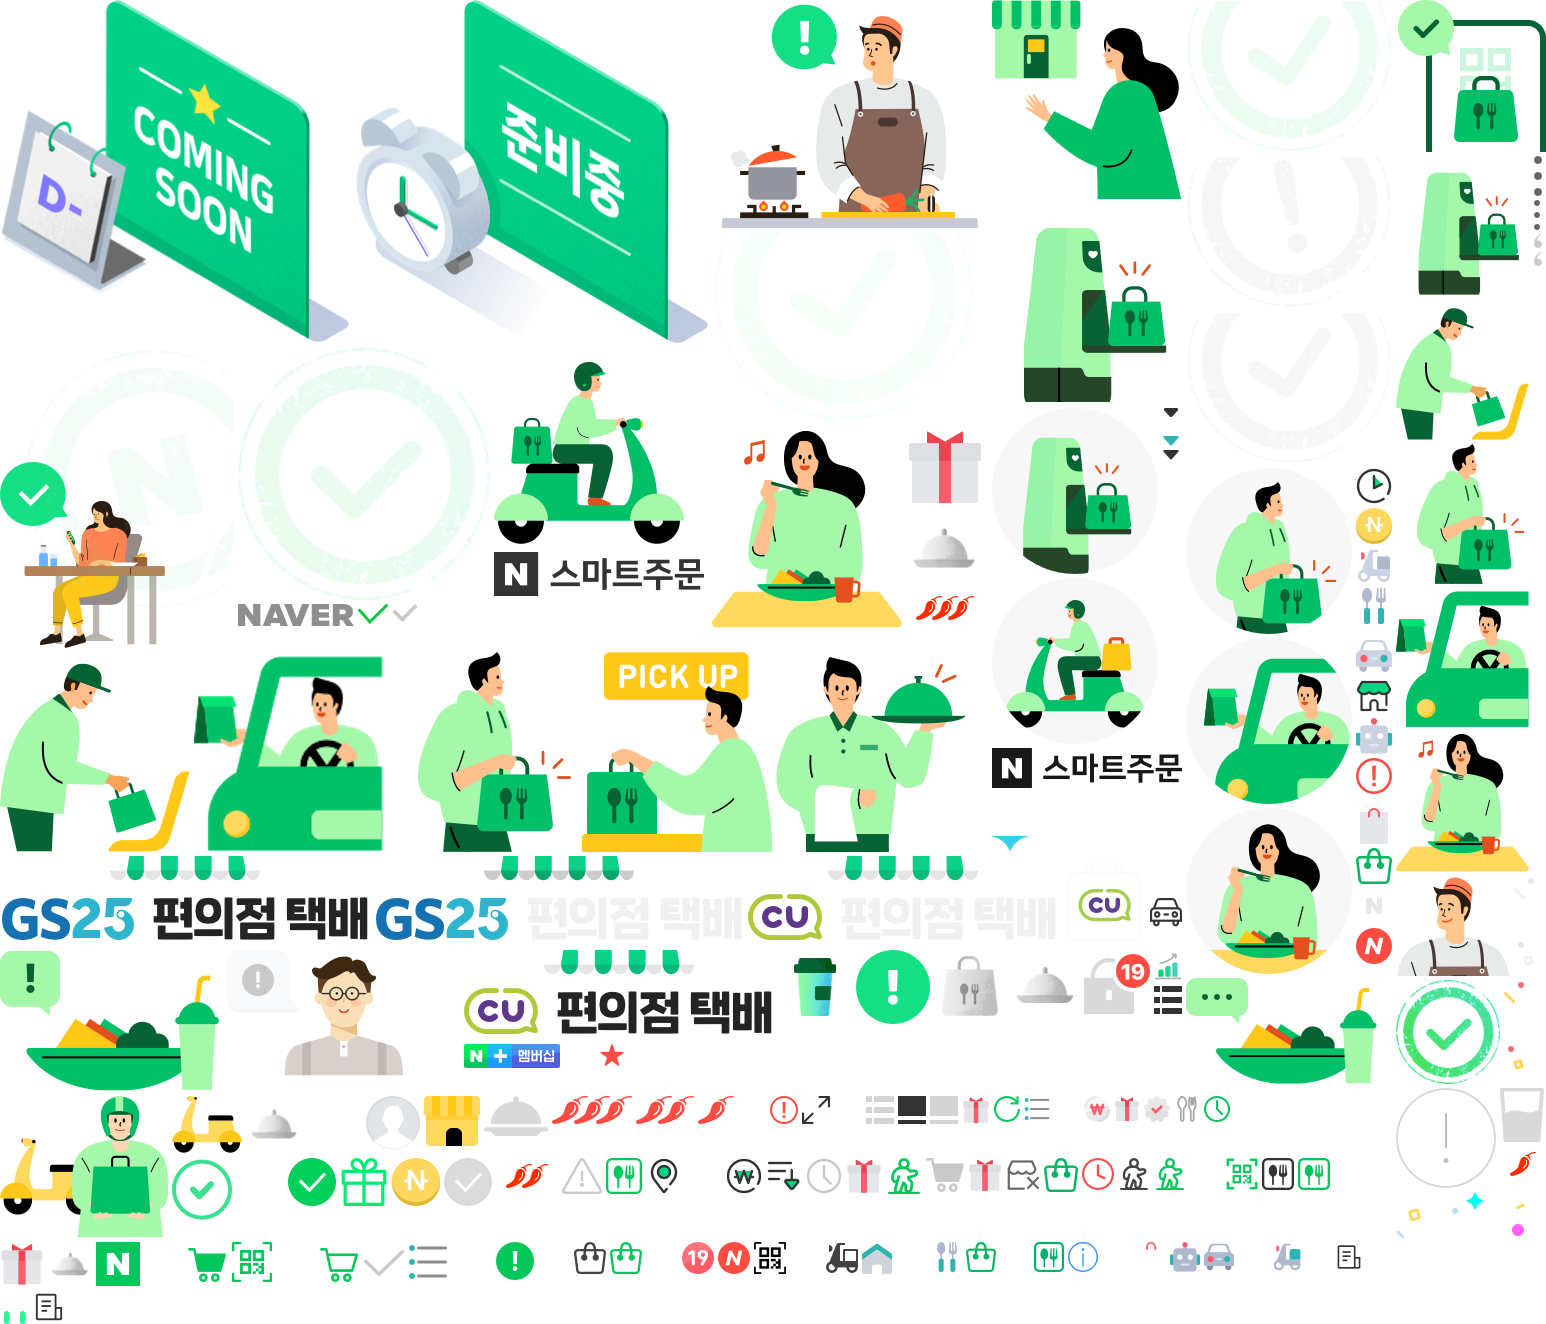 COMING
SOON
D-
준비중
N 스마트주문
NAVER
PICK UP
N 스마트주문
GS25 편의점 택배
GS25 편의점 택배
CU 편의점 택배
CU
N
N
CU 편의점 택배
19
N + 멤버십
N
N
19
N